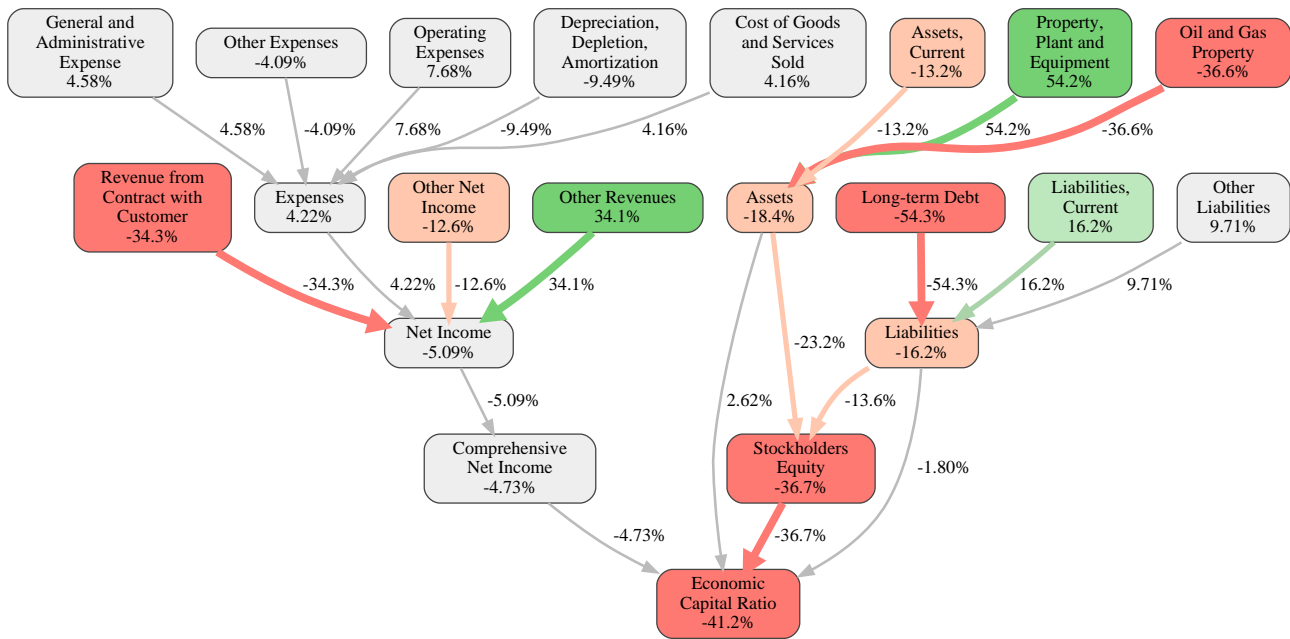 General and
Administrative
Expense
4.58%
Other Expenses
-4.09%
Operating
Expenses
7.68%
Depreciation,
Depletion,
Amortization
-9.49%
Cost of Goods
and Services
Sold
4.16%
Assets,
Current
-13.2%
Property,
Plant and
Equipment
54.2%
Oil and Gas
Property
-36.6%
4.58%
-4.09%
7.68%
-9.49%
4.16%
-13.2%
54.2%
-36.6%
Revenue from
Contract with
Customer
-34.3%
Expenses
4.22%
Other Net
Income
-12.6%
Other Revenues
34.1%
Assets
-18.4%
Long-term Debt
-54.3%
Liabilities,
Current
16.2%
Other
Liabilities
9.71%
-34.3%
4.22%
-12.6%
34.1%
-54.3%
16.2%
9.71%
Net Income
-5.09%
-23.2%
Liabilities
-16.2%
-5.09%
2.62%
-13.6%
Comprehensive
Net Income
-4.73%
Stockholders
Equity
-36.7%
-1.80%
-4.73%
-36.7%
Economic
Capital Ratio
-41.2%